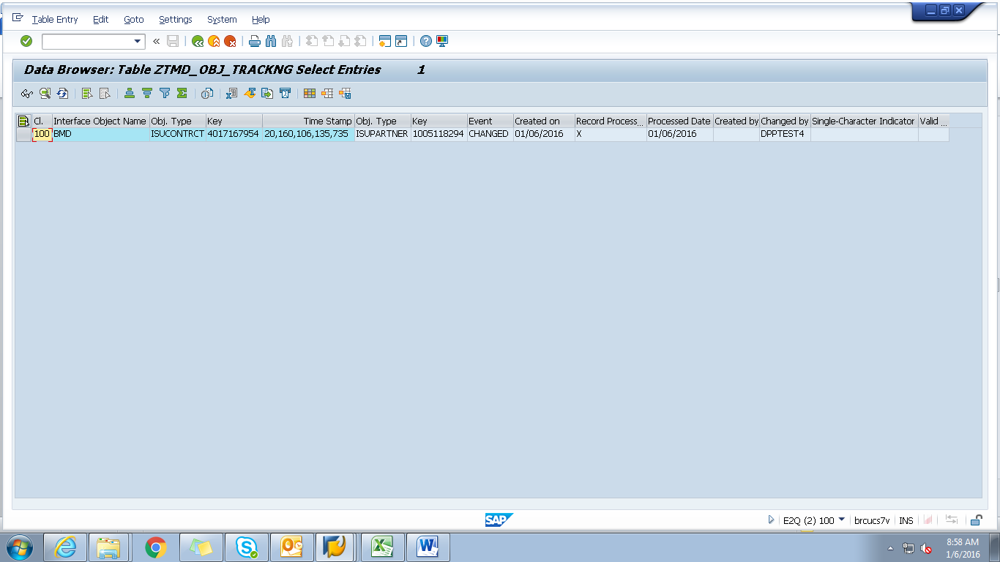 Table Entry Edit Goto Settings System Help
Data Browser: Table ZTMD_OBJ_TRACKNG Select Entries 1
Cl. Interface Object Name Obj. Type Key Time Stamp Obj. Type Key Event Created on Record Process... Processed Date Created by Changed by Single-Character Indicator Valid ...
100 BMD ISUCONTRCT 4017167954 20,160,106,135,735 ISUPARTNER 1005118294 CHANGED 01/06/2016 X 01/06/2016 DPPTEST4
SAP
E2Q (2) 100 brcucs7v INS
8:58 AM
1/6/2016